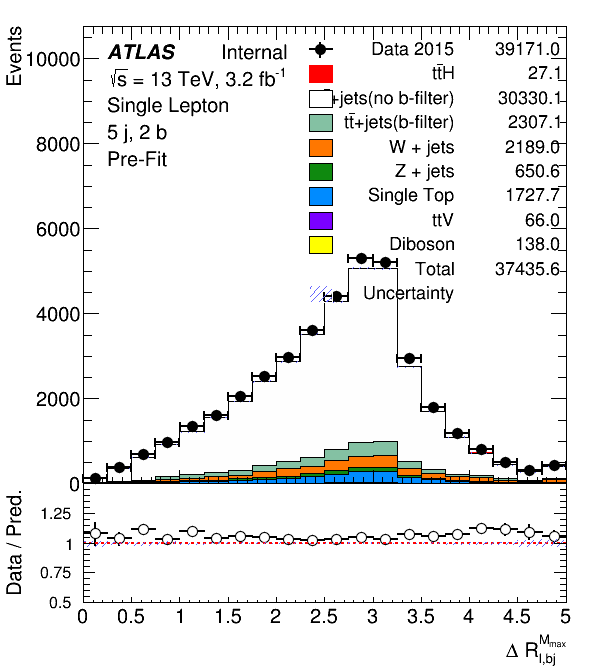 Events
10000
8000
6000
4000
2000
0
ATLAS Internal
√s = 13 TeV, 3.2 fb⁻¹
Single Lepton
5 j, 2 b
Pre-Fit
Data 2015 39171.0
tt̄H 27.1
+jets(no b-filter) 30330.1
tt̄+jets(b-filter) 2307.1
W + jets 2189.0
Z + jets 650.6
Single Top 1727.7
ttV 66.0
Diboson 138.0
Total 37435.6
Uncertainty
Data / Pred.
1.25
1
0.75
0.5
0 0.5 1 1.5 2 2.5 3 3.5 4 4.5 5
Δ R_{l,bj}^{M_{max}}